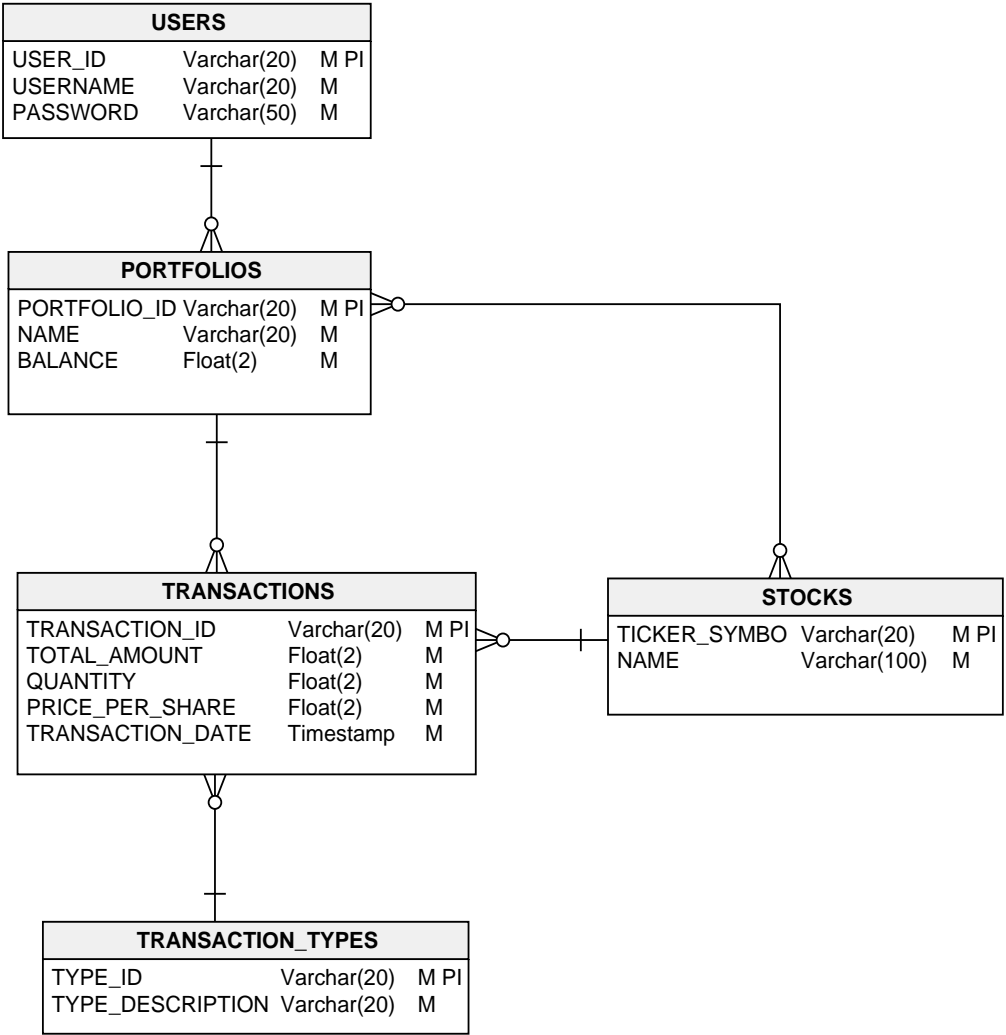 USERS
USER_ID Varchar(20) M PI
USERNAME Varchar(20) M
PASSWORD Varchar(50) M
PORTFOLIOS
PORTFOLIO_ID Varchar(20) M PI
NAME Varchar(20) M
BALANCE Float(2) M
TRANSACTIONS
TRANSACTION_ID Varchar(20) M PI
TOTAL_AMOUNT Float(2) M
QUANTITY Float(2) M
PRICE_PER_SHARE Float(2) M
TRANSACTION_DATE Timestamp M
STOCKS
TICKER_SYMBO Varchar(20) M PI
NAME Varchar(100) M
TRANSACTION_TYPES
TYPE_ID Varchar(20) M PI
TYPE_DESCRIPTION Varchar(20) M